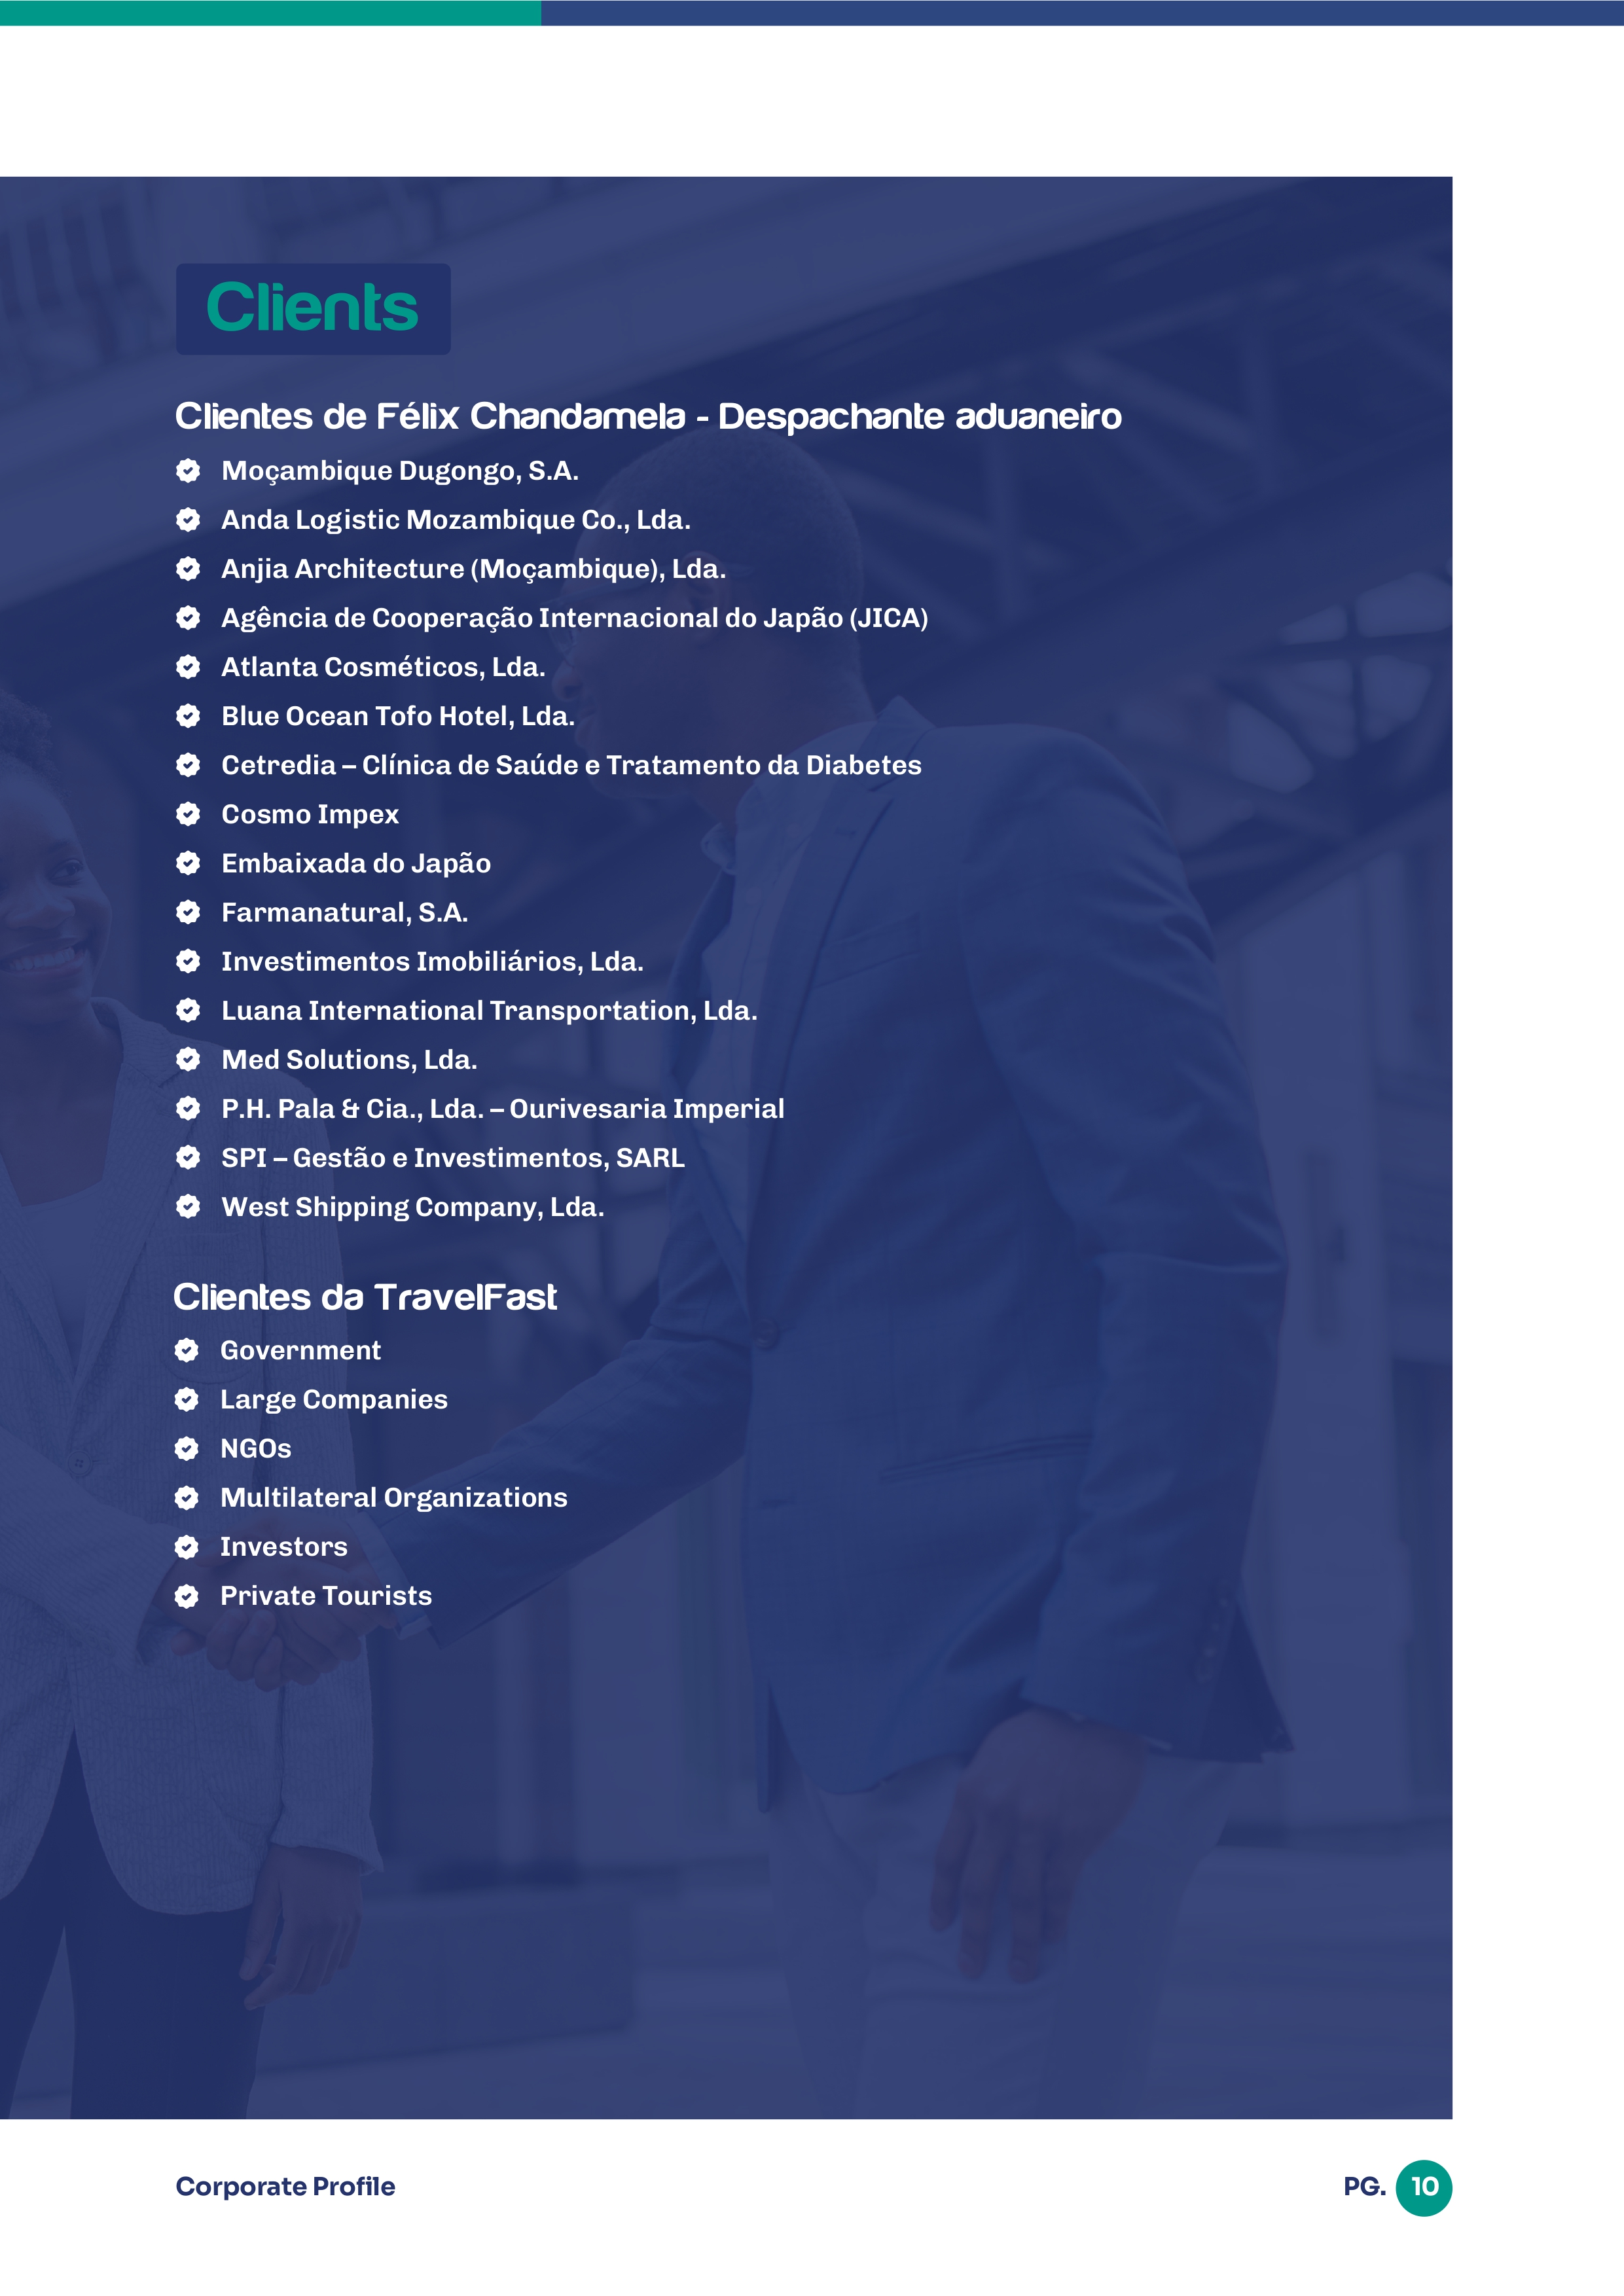 Clients
Clientes de Félix Chandamela - Despachante aduaneiro
Moçambique Dugongo, S.A.
Anda Logistic Mozambique Co., Lda.
Anjia Architecture (Moçambique), Lda.
Agência de Cooperação Internacional do Japão (JICA)
Atlanta Cosméticos, Lda.
Blue Ocean Tofo Hotel, Lda.
Cetredia – Clínica de Saúde e Tratamento da Diabetes
Cosmo Impex
Embaixada do Japão
Farmanatural, S.A.
Investimentos Imobiliários, Lda.
Luana International Transportation, Lda.
Med Solutions, Lda.
P.H. Pala & Cia., Lda. – Ourivesaria Imperial
SPI – Gestão e Investimentos, SARL
West Shipping Company, Lda.
Clientes da TravelFast
Government
Large Companies
NGOs
Multilateral Organizations
Investors
Private Tourists
Corporate Profile
PG. 10